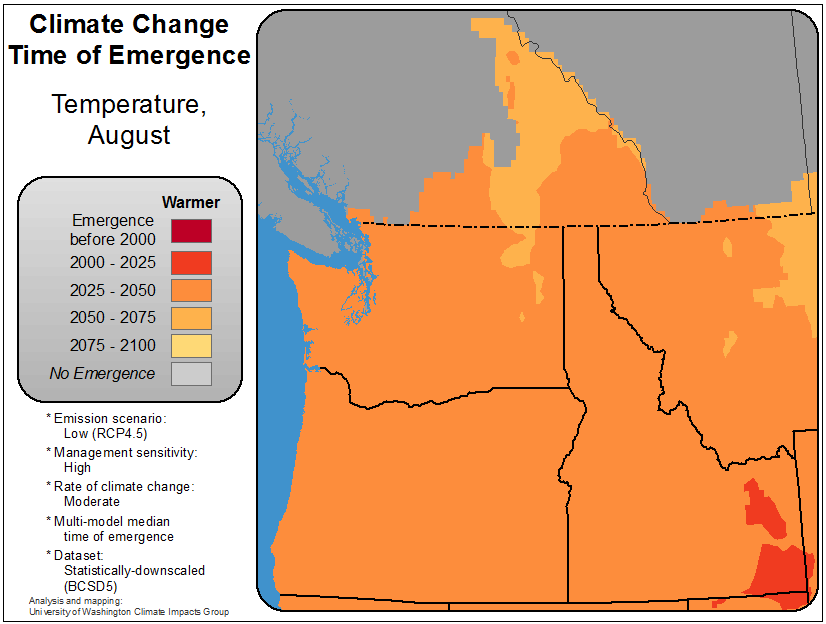 Climate Change
Time of Emergence
Temperature,
August
Warmer
Emergence
before 2000
2000 - 2025
2025 - 2050
2050 - 2075
2075 - 2100
No Emergence
* Emission scenario:
Low (RCP4.5)
* Management sensitivity:
High
* Rate of climate change:
Moderate
* Multi-model median
time of emergence
* Dataset:
Statistically-downscaled
(BCSD5)
Analysis and mapping:
University of Washington Climate Impacts Group